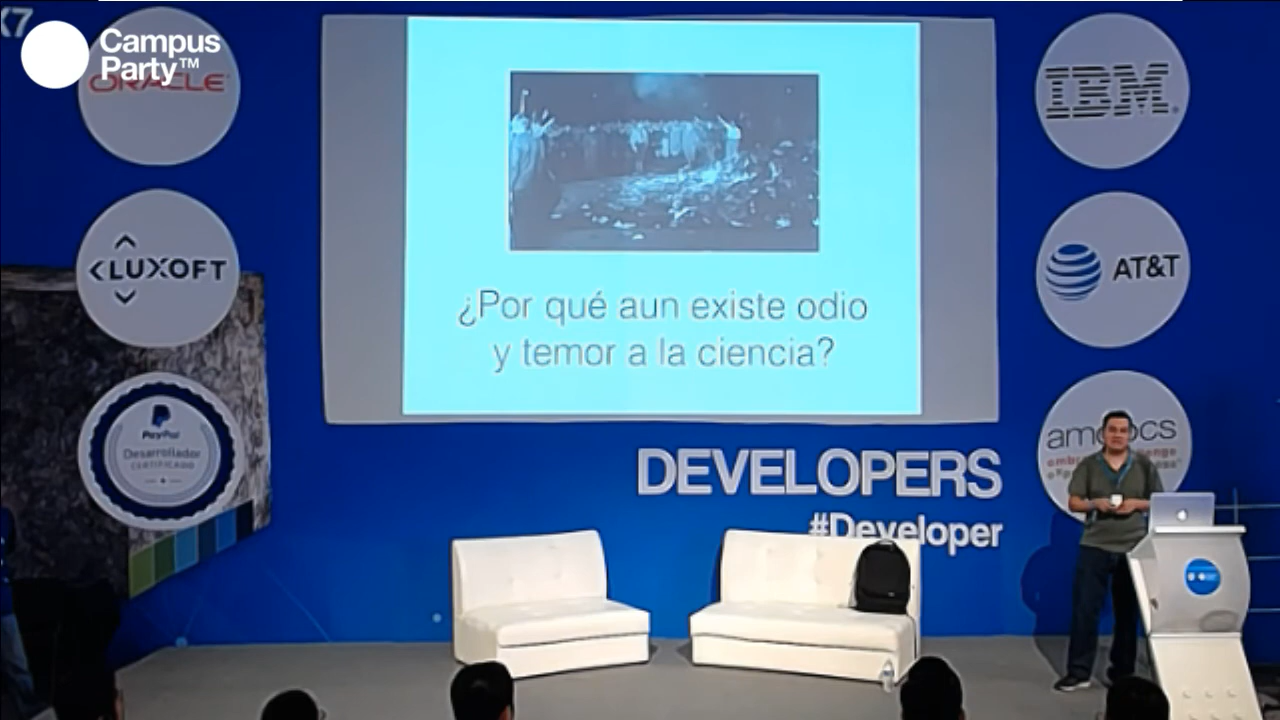 Campus
Party™
ORACLE
LUXOFT
PayPal
Desarrollador
CERTIFICADO
¿Por qué aun existe odio
y temor a la ciencia?
DEVELOPERS
#Developer
IBM
AT&T